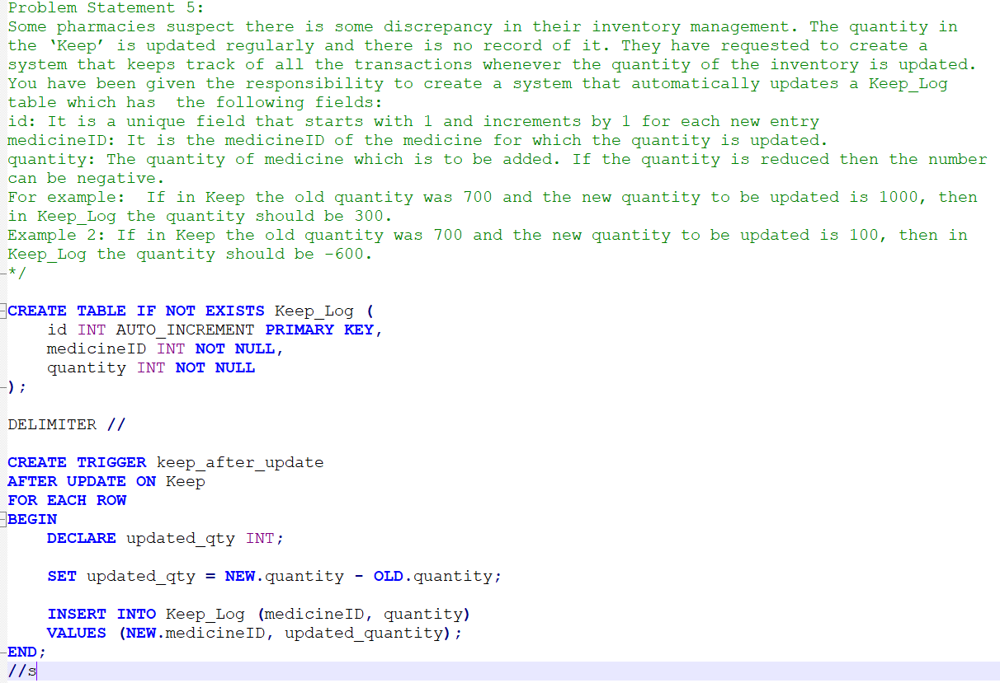 Problem Statement 5:
Some pharmacies suspect there is some discrepancy in their inventory management. The quantity in
the ‘Keep’ is updated regularly and there is no record of it. They have requested to create a
system that keeps track of all the transactions whenever the quantity of the inventory is updated.
You have been given the responsibility to create a system that automatically updates a Keep_Log
table which has  the following fields:
id: It is a unique field that starts with 1 and increments by 1 for each new entry
medicineID: It is the medicineID of the medicine for which the quantity is updated.
quantity: The quantity of medicine which is to be added. If the quantity is reduced then the number
can be negative.
For example:  If in Keep the old quantity was 700 and the new quantity to be updated is 1000, then
in Keep_Log the quantity should be 300.
Example 2: If in Keep the old quantity was 700 and the new quantity to be updated is 100, then in
Keep_Log the quantity should be -600.
*/

CREATE TABLE IF NOT EXISTS Keep_Log (
    id INT AUTO_INCREMENT PRIMARY KEY,
    medicineID INT NOT NULL,
    quantity INT NOT NULL
);

DELIMITER //

CREATE TRIGGER keep_after_update
AFTER UPDATE ON Keep
FOR EACH ROW
BEGIN
    DECLARE updated_qty INT;

    SET updated_qty = NEW.quantity - OLD.quantity;

    INSERT INTO Keep_Log (medicineID, quantity)
    VALUES (NEW.medicineID, updated_quantity);
END;
//s